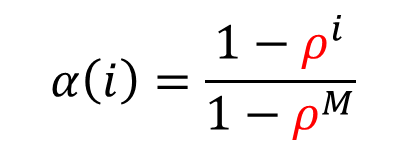 α(i) = (1 − ρ^i) / (1 − ρ^M)